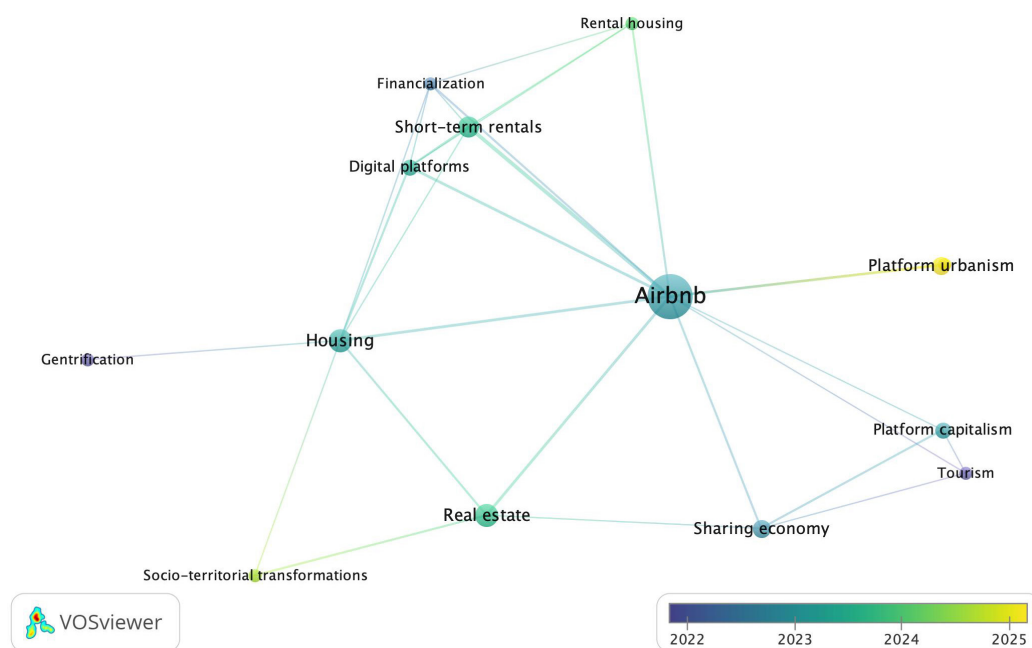 Rental housing
Financialization
Short-term rentals
Digital platforms
Platform urbanism
Airbnb
Housing
Gentrification
Platform capitalism
Tourism
Real estate
Sharing economy
Socio-territorial transformations
VOSviewer
2022 2023 2024 2025